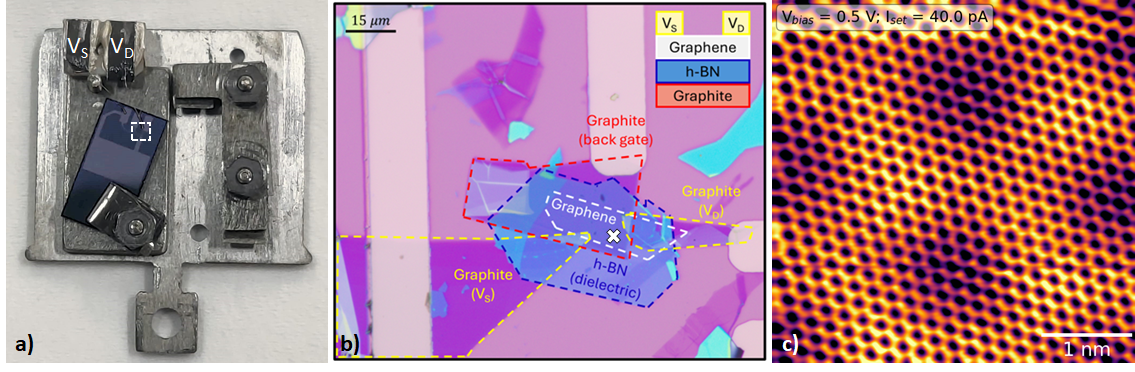 V_S V_D
a)
15 μm
V_S V_D
Graphene
h-BN
Graphite
Graphite
(back gate)
Graphite
(V_D)
Graphene
h-BN
(dielectric)
Graphite
(V_S)
b)
V_bias = 0.5 V; I_set = 40.0 pA
c)
1 nm